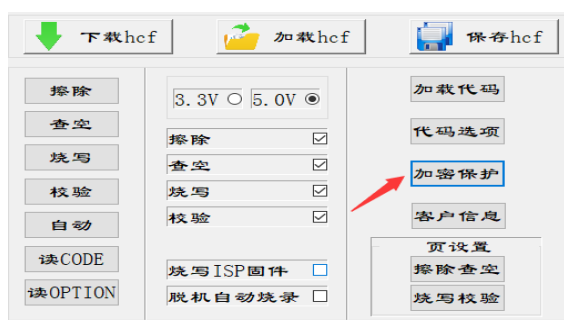 下载hcf
加载hcf
保存hcf
擦除
查空
烧写
校验
自动
读CODE
读OPTION
3.3V
5.0V
擦除
查空
烧写
校验
烧写ISP固件
脱机自动烧录
加载代码
代码选项
加密保护
客户信息
页设置
擦除查空
烧写校验